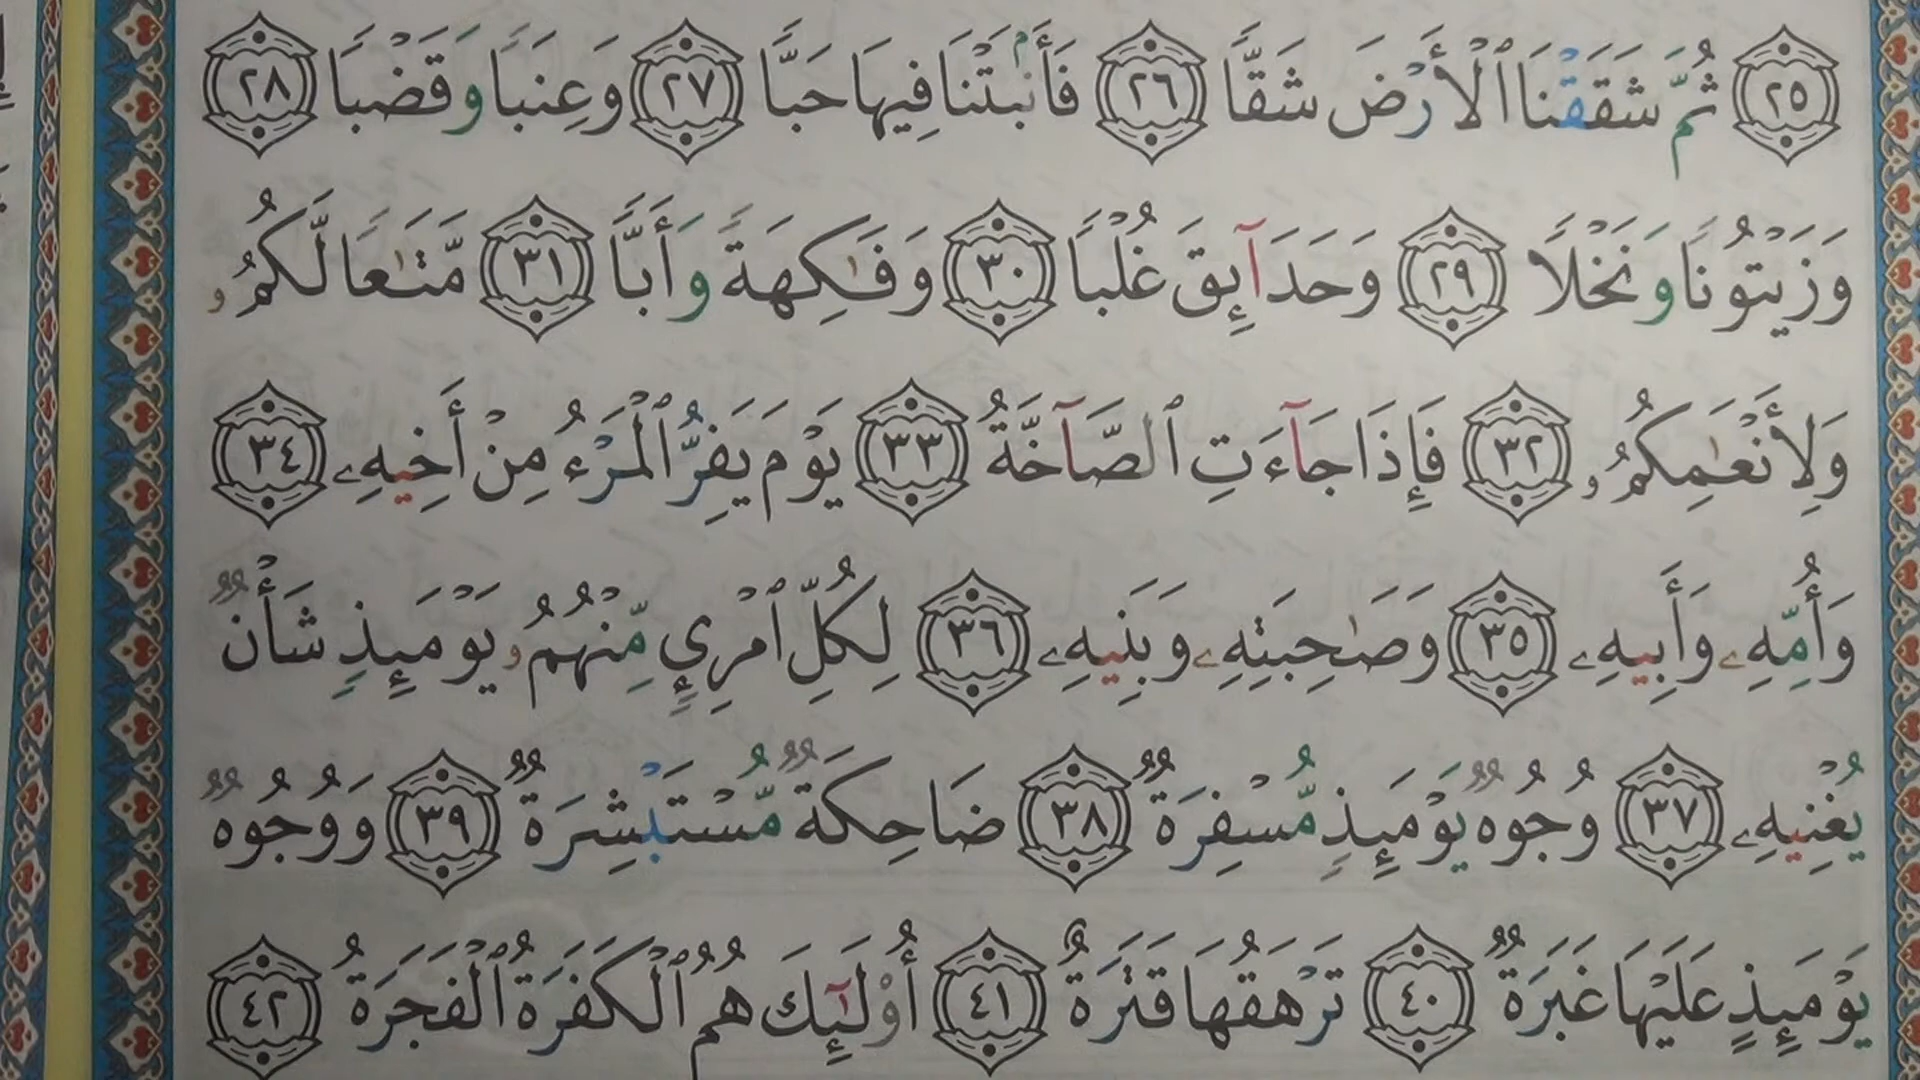 ٢٥ ثُمَّ شَقَقْنَا ٱلْأَرْضَ شَقًّا ٢٦ فَأَنۢبَتْنَا فِيهَا حَبًّا ٢٧ وَعِنَبًا وَقَضْبًا ٢٨
وَزَيْتُونًا وَنَخْلًا ٢٩ وَحَدَآئِقَ غُلْبًا ٣٠ وَفَٰكِهَةً وَأَبًّا ٣١ مَّتَٰعًا لَّكُمُۥ
وَلِأَنْعَٰمِكُمُۥ ٣٢ فَإِذَا جَآءَتِ ٱلصَّآخَّةُ ٣٣ يَوْمَ يَفِرُّ ٱلْمَرْءُ مِنْ أَخِيهِۦ ٣٤
وَأُمِّهِۦ وَأَبِيهِۦ ٣٥ وَصَٰحِبَتِهِۦ وَبَنِيهِۦ ٣٦ لِكُلِّ ٱمْرِئٍ مِّنْهُمُۥ يَوْمَئِذٍ شَأْنٌ
يُغْنِيهِۦ ٣٧ وُجُوهٌ يَوْمَئِذٍ مُّسْفِرَةٌ ٣٨ ضَاحِكَةٌ مُّسْتَبْشِرَةٌ ٣٩ وَوُجُوهٌ
يَوْمَئِذٍ عَلَيْهَا غَبَرَةٌ ٤٠ تَرْهَقُهَا قَتَرَةٌ ٤١ أُوْلَٰٓئِكَ هُمُ ٱلْكَفَرَةُ ٱلْفَجَرَةُ ٤٢